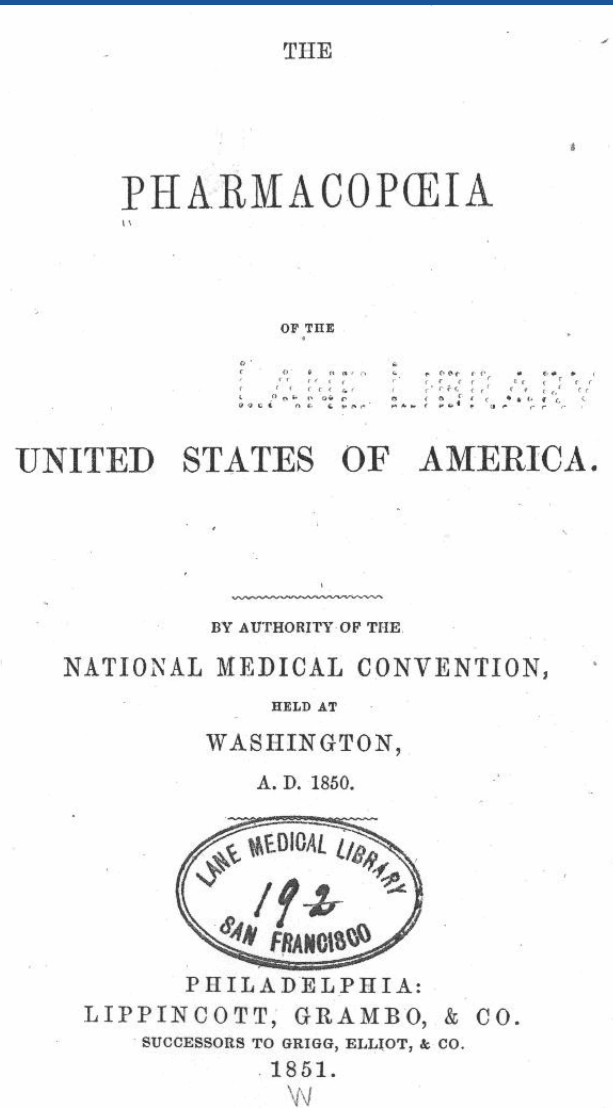 THE
PHARMACOPŒIA
OF THE
LANE LIBRARY
UNITED STATES OF AMERICA.
BY AUTHORITY OF THE
NATIONAL MEDICAL CONVENTION,
HELD AT
WASHINGTON,
A. D. 1850.
LANE MEDICAL LIBRARY
192
SAN FRANCISCO
PHILADELPHIA:
LIPPINCOTT, GRAMBO, & CO.
SUCCESSORS TO GRIGG, ELLIOT, & CO.
1851.
W